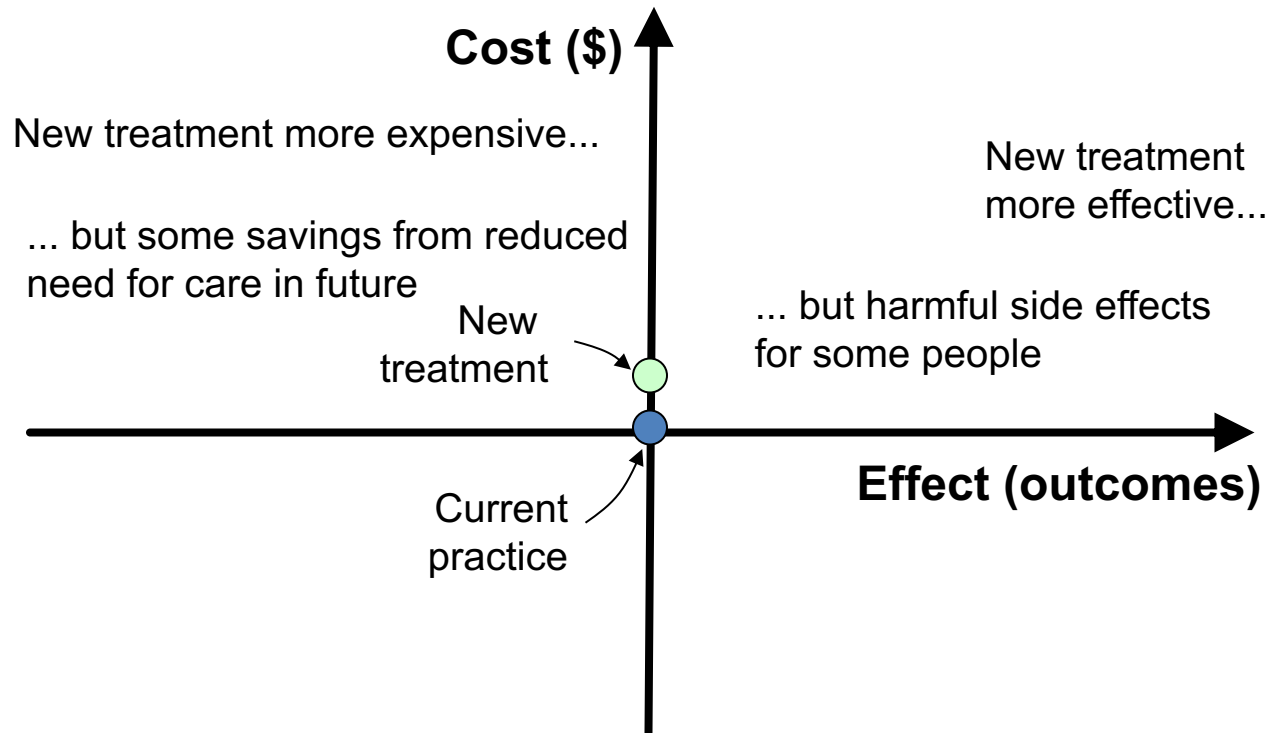 Cost ($)
New treatment more expensive...
... but some savings from reduced
need for care in future
New treatment
more effective...
... but harmful side effects
for some people
New
treatment
Effect (outcomes)
Current
practice